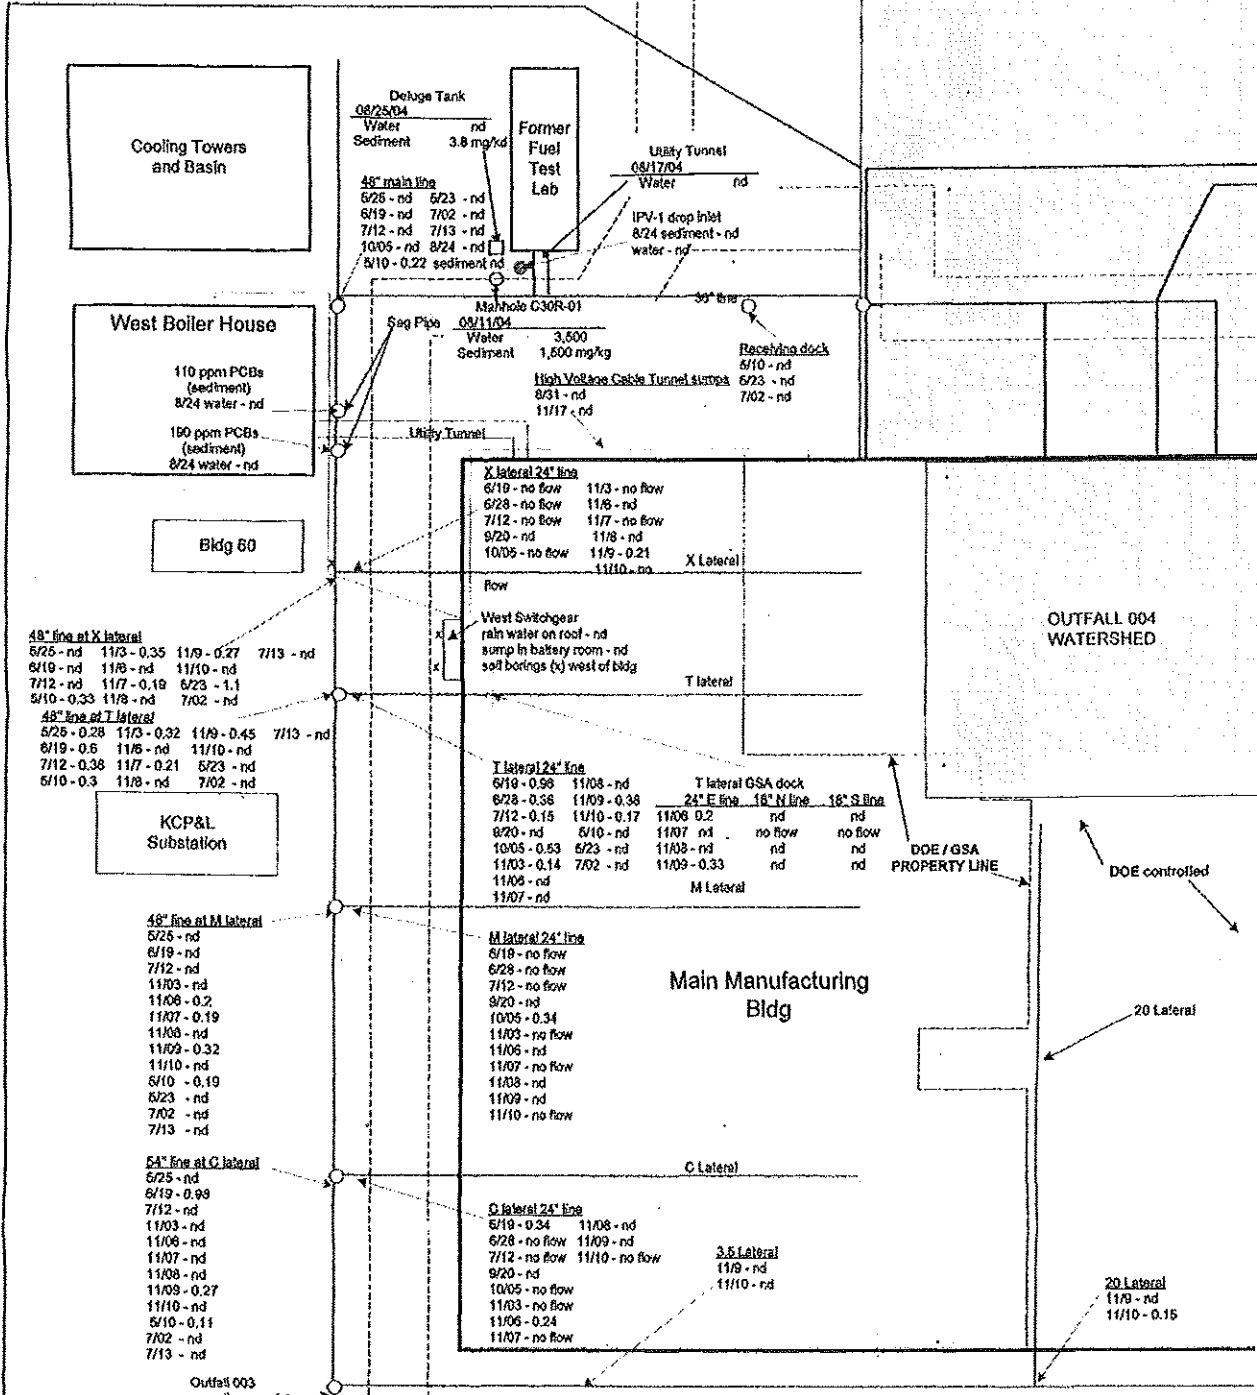 Cooling Towers
and Basin
Deluge Tank
08/25/04
Water nd
Sediment 3.8 mg/kd
Former
Fuel
Test
Lab
Utility Tunnel
08/17/04
Water nd
48" main line
5/25 - nd 5/23 - nd
6/19 - nd 7/02 - nd
7/12 - nd 7/13 - nd
10/05 - nd 8/24 - nd
5/10 - 0.22 sediment nd
IPV-1 drop inlet
8/24 sediment - nd
water - nd
Manhole C30R-01
36" line
West Boiler House
Sag Pipe 08/11/04
Water 3,500
Sediment 1,600 mg/kg
Receiving dock
5/10 - nd
5/23 - nd
7/02 - nd
110 ppm PCBs
(sediment)
8/24 water - nd
High Voltage Cable Tunnel sumps
8/31 - nd
11/17 - nd
190 ppm PCBs
(sediment)
8/24 water - nd
Utility Tunnel
X lateral 24" line
6/19 - no flow 11/3 - no flow
6/28 - no flow 11/6 - nd
7/12 - no flow 11/7 - no flow
9/20 - nd 11/8 - nd
10/05 - no flow 11/9 - 0.21
11/10 - no
flow
X Lateral
Bldg 60
West Switchgear
rain water on roof - nd
sump in battery room - nd
soil borings (x) west of bldg
x
x
OUTFALL 004
WATERSHED
48" line at X lateral
5/25 - nd 11/3 - 0.35 11/9 - 0.27 7/13 - nd
6/19 - nd 11/6 - nd 11/10 - nd
7/12 - nd 11/7 - 0.19 5/23 - 1.1
5/10 - 0.33 11/8 - nd 7/02 - nd
T lateral
48" line at T lateral
5/25 - 0.28 11/3 - 0.32 11/9 - 0.45 7/13 - nd
6/19 - 0.6 11/6 - nd 11/10 - nd
7/12 - 0.38 11/7 - 0.21 5/23 - nd
5/10 - 0.3 11/8 - nd 7/02 - nd
T lateral 24" line
6/19 - 0.98 11/08 - nd
6/28 - 0.36 11/09 - 0.38
7/12 - 0.15 11/10 - 0.17
9/20 - nd 5/10 - nd
10/05 - 0.53 5/23 - nd
11/03 - 0.14 7/02 - nd
11/06 - nd
11/07 - nd
T lateral GSA dock
24" E line 18" N line 18" S line
11/06 0.2 nd nd
11/07 nd no flow no flow
11/08 - nd nd nd
11/09 - 0.33 nd nd
KCP&L
Substation
DOE / GSA
PROPERTY LINE
DOE controlled
M Lateral
48" line at M lateral
5/25 - nd
6/19 - nd
7/12 - nd
11/03 - nd
11/06 - 0.2
11/07 - 0.19
11/08 - nd
11/09 - 0.32
11/10 - nd
5/10 - 0.19
5/23 - nd
7/02 - nd
7/13 - nd
M lateral 24" line
6/19 - no flow
6/28 - no flow
7/12 - no flow
9/20 - nd
10/05 - 0.34
11/03 - no flow
11/06 - nd
11/07 - no flow
11/08 - nd
11/09 - nd
11/10 - no flow
Main Manufacturing
Bldg
20 Lateral
C Lateral
54" line at C lateral
5/25 - nd
6/19 - 0.98
7/12 - nd
11/03 - nd
11/06 - nd
11/07 - nd
11/08 - nd
11/09 - 0.27
11/10 - nd
5/10 - 0.11
7/02 - nd
7/13 - nd
C lateral 24" line
6/19 - 0.34 11/08 - nd
6/28 - no flow 11/09 - nd
7/12 - no flow 11/10 - no flow
9/20 - nd
10/05 - no flow
11/03 - no flow
11/06 - 0.24
11/07 - no flow
3.5 Lateral
11/9 - nd
11/10 - nd
20 Lateral
11/9 - nd
11/10 - 0.15
Outfall 003